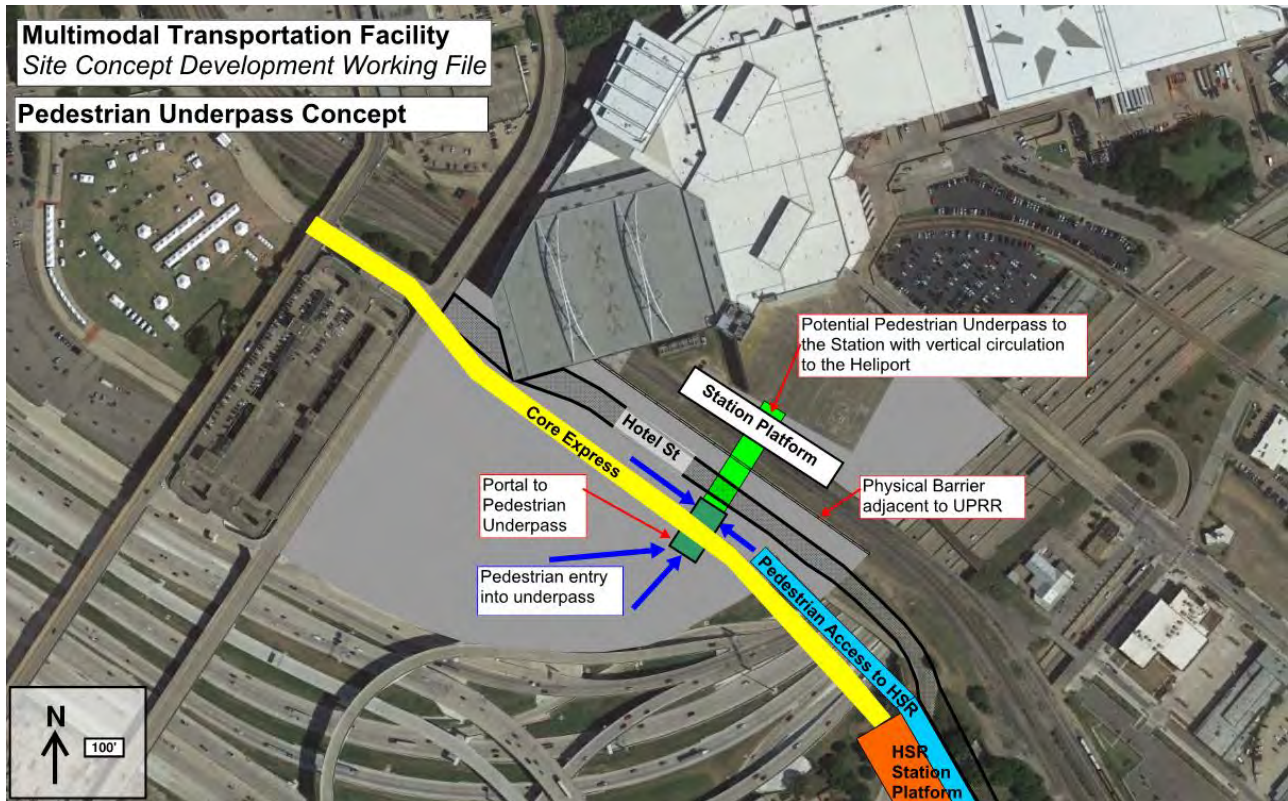 Multimodal Transportation Facility
Site Concept Development Working File
Pedestrian Underpass Concept
Potential Pedestrian Underpass to
the Station with vertical circulation
to the Heliport
Station Platform
Hotel St
Core Express
Portal to
Pedestrian
Underpass
Physical Barrier
adjacent to UPRR
Pedestrian entry
into underpass
Pedestrian Access to HSR
HSR
Station
Platform
N
100'